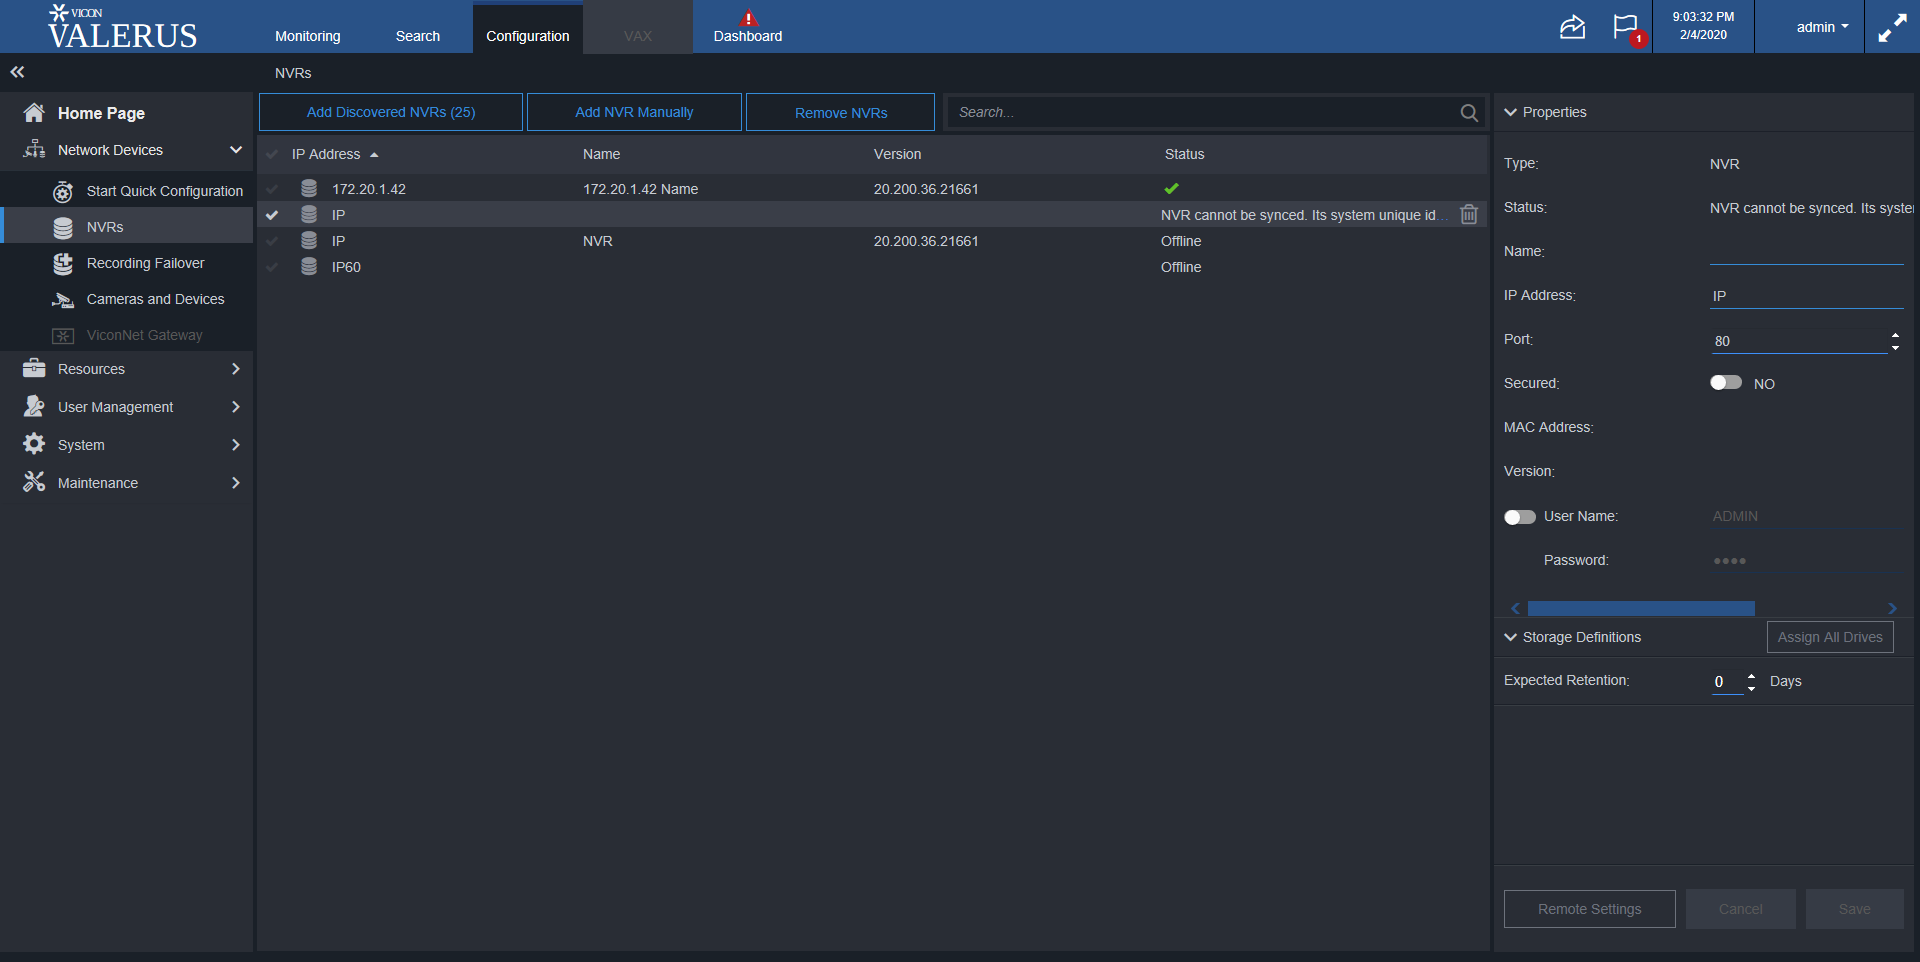 VICON
VALERUS
Monitoring
Search
Configuration
VAX
Dashboard
1
9:03:32 PM
2/4/2020
admin
NVRs
Home Page
Network Devices
Start Quick Configuration
NVRs
Recording Failover
Cameras and Devices
ViconNet Gateway
Resources
User Management
System
Maintenance
Add Discovered NVRs (25)
Add NVR Manually
Remove NVRs
Search...
IP Address Name Version Status
172.20.1.42 172.20.1.42 Name 20.200.36.21661
IP NVR cannot be synced. Its system unique id...
IP NVR 20.200.36.21661 Offline
IP60 Offline
Properties
Type: NVR
Status: NVR cannot be synced. Its syste
Name:
IP Address: IP
Port: 80
Secured: NO
MAC Address:
Version:
User Name: ADMIN
Password: ●●●●
Storage Definitions
Assign All Drives
Expected Retention: 0 Days
Remote Settings
Cancel
Save